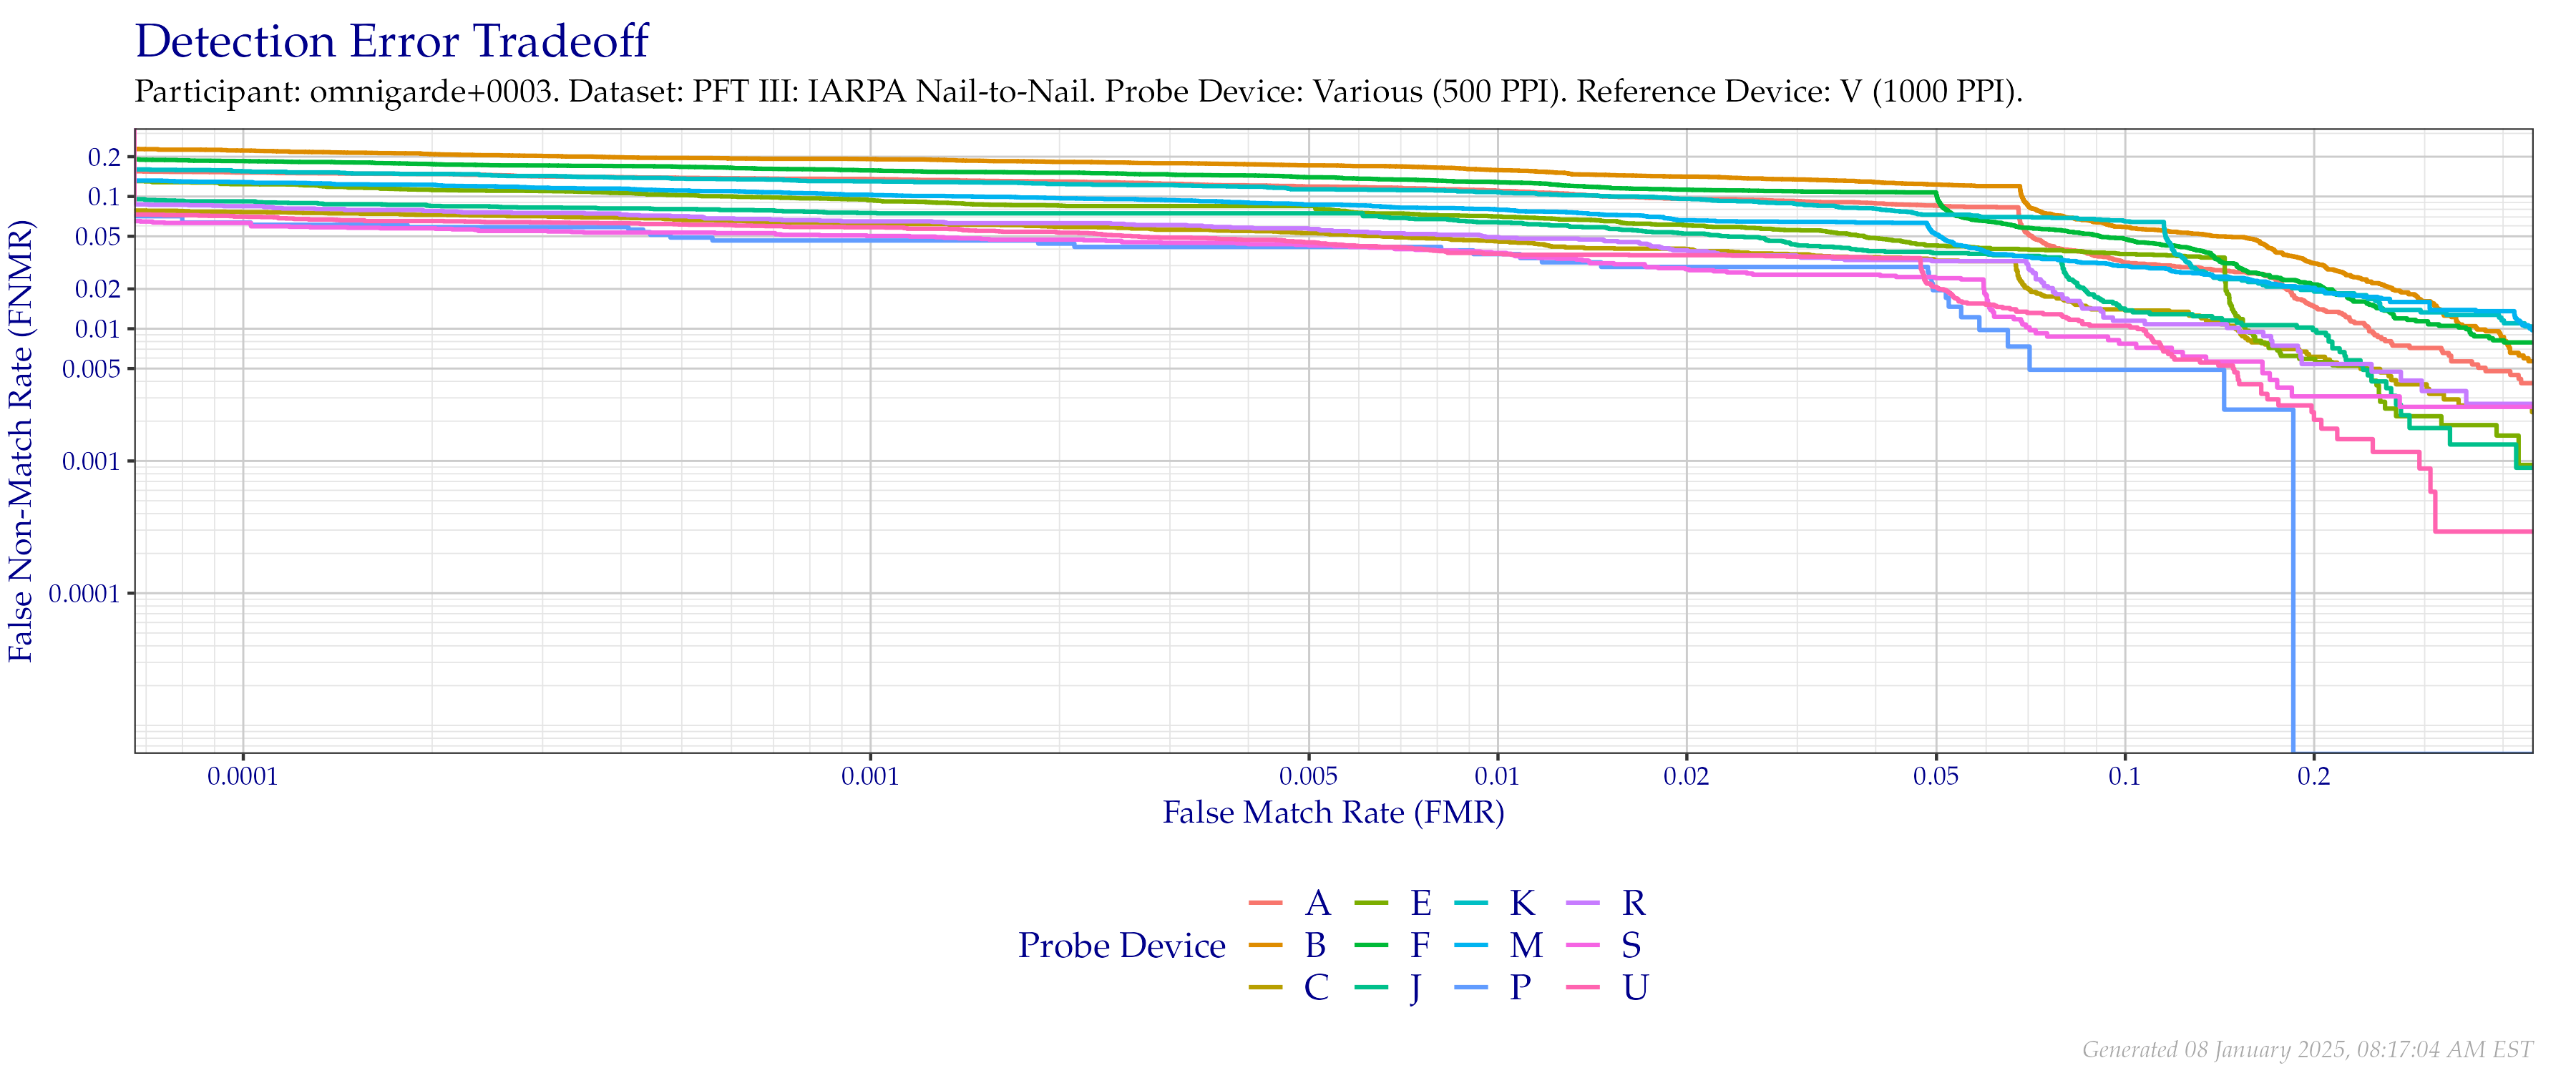 Detection Error Tradeoff
Participant: omnigarde+0003. Dataset: PFT III: IARPA Nail-to-Nail. Probe Device: Various (500 PPI). Reference Device: V (1000 PPI).
False Non-Match Rate (FNMR)
0.2
0.1
0.05
0.02
0.01
0.005
0.001
0.0001
0.0001 0.001 0.005 0.01 0.02 0.05 0.1 0.2
False Match Rate (FMR)
Probe Device
A E K R
B F M S
C J P U
Generated 08 January 2025, 08:17:04 AM EST